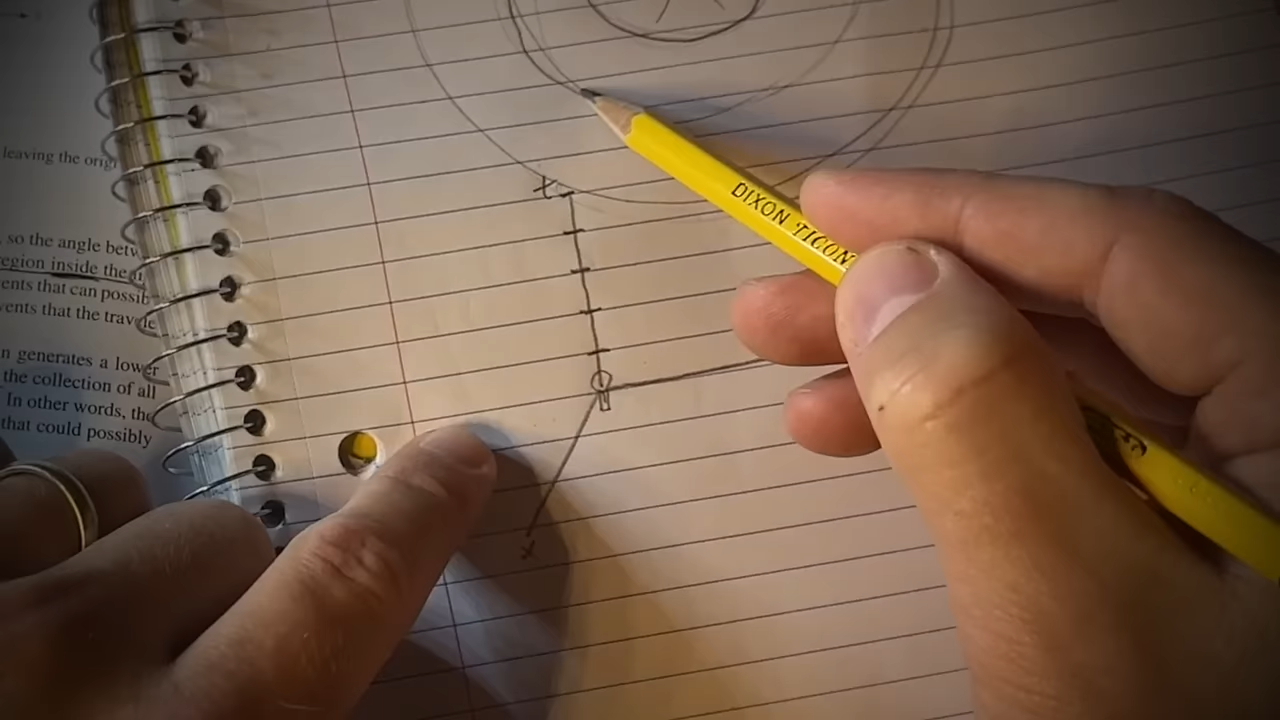 leaving the orig
so the angle betw
region inside the
ents that can possib
vents that the travele
n generates a lower
the collection of all
In other words, the
that could possibly
t
x
DIXON TICON